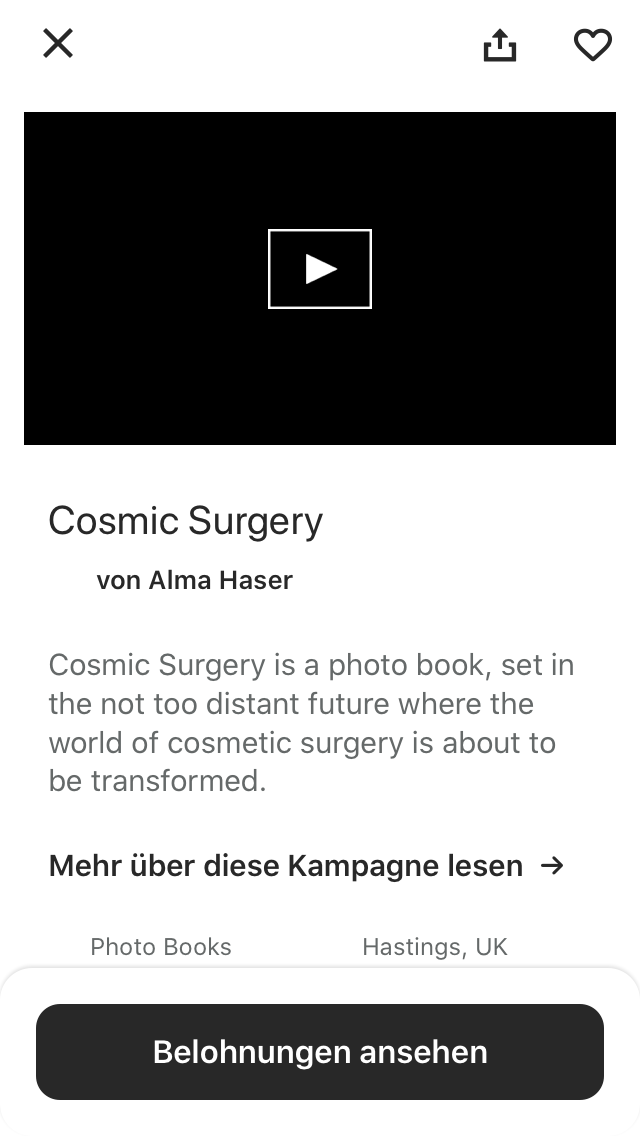 Cosmic Surgery
von Alma Haser
Cosmic Surgery is a photo book, set in
the not too distant future where the
world of cosmetic surgery is about to
be transformed.
Mehr über diese Kampagne lesen →
Photo Books
Hastings, UK
Belohnungen ansehen